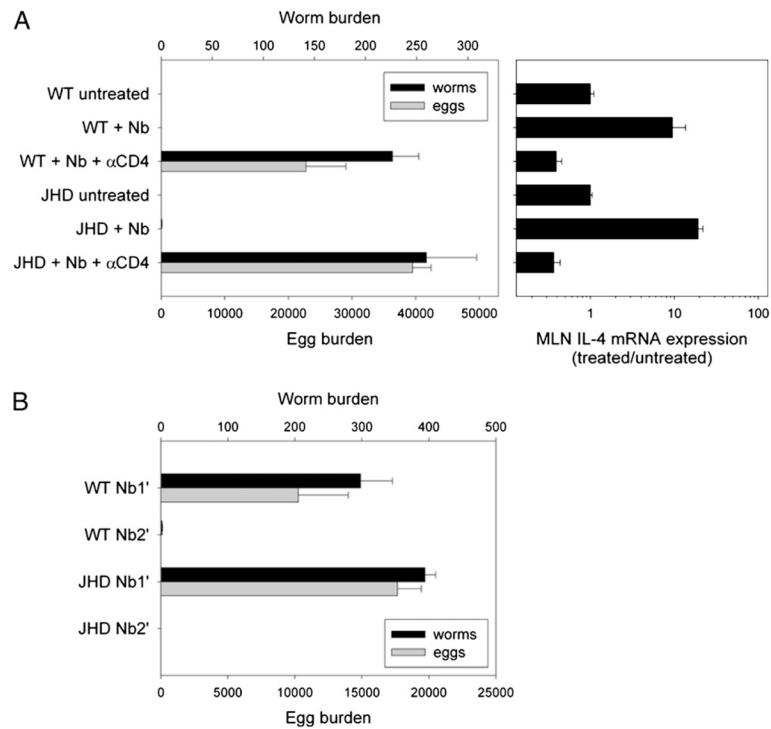 A
Worm burden
0 50 100 150 200 250 300
worms
eggs
WT untreated
WT + Nb
WT + Nb + αCD4
JHD untreated
JHD + Nb
JHD + Nb + αCD4
0 10000 20000 30000 40000 50000
Egg burden
1 10 100
MLN IL-4 mRNA expression
(treated/untreated)
B
Worm burden
0 100 200 300 400 500
WT Nb1'
WT Nb2'
JHD Nb1'
JHD Nb2'
worms
eggs
0 5000 10000 15000 20000 25000
Egg burden